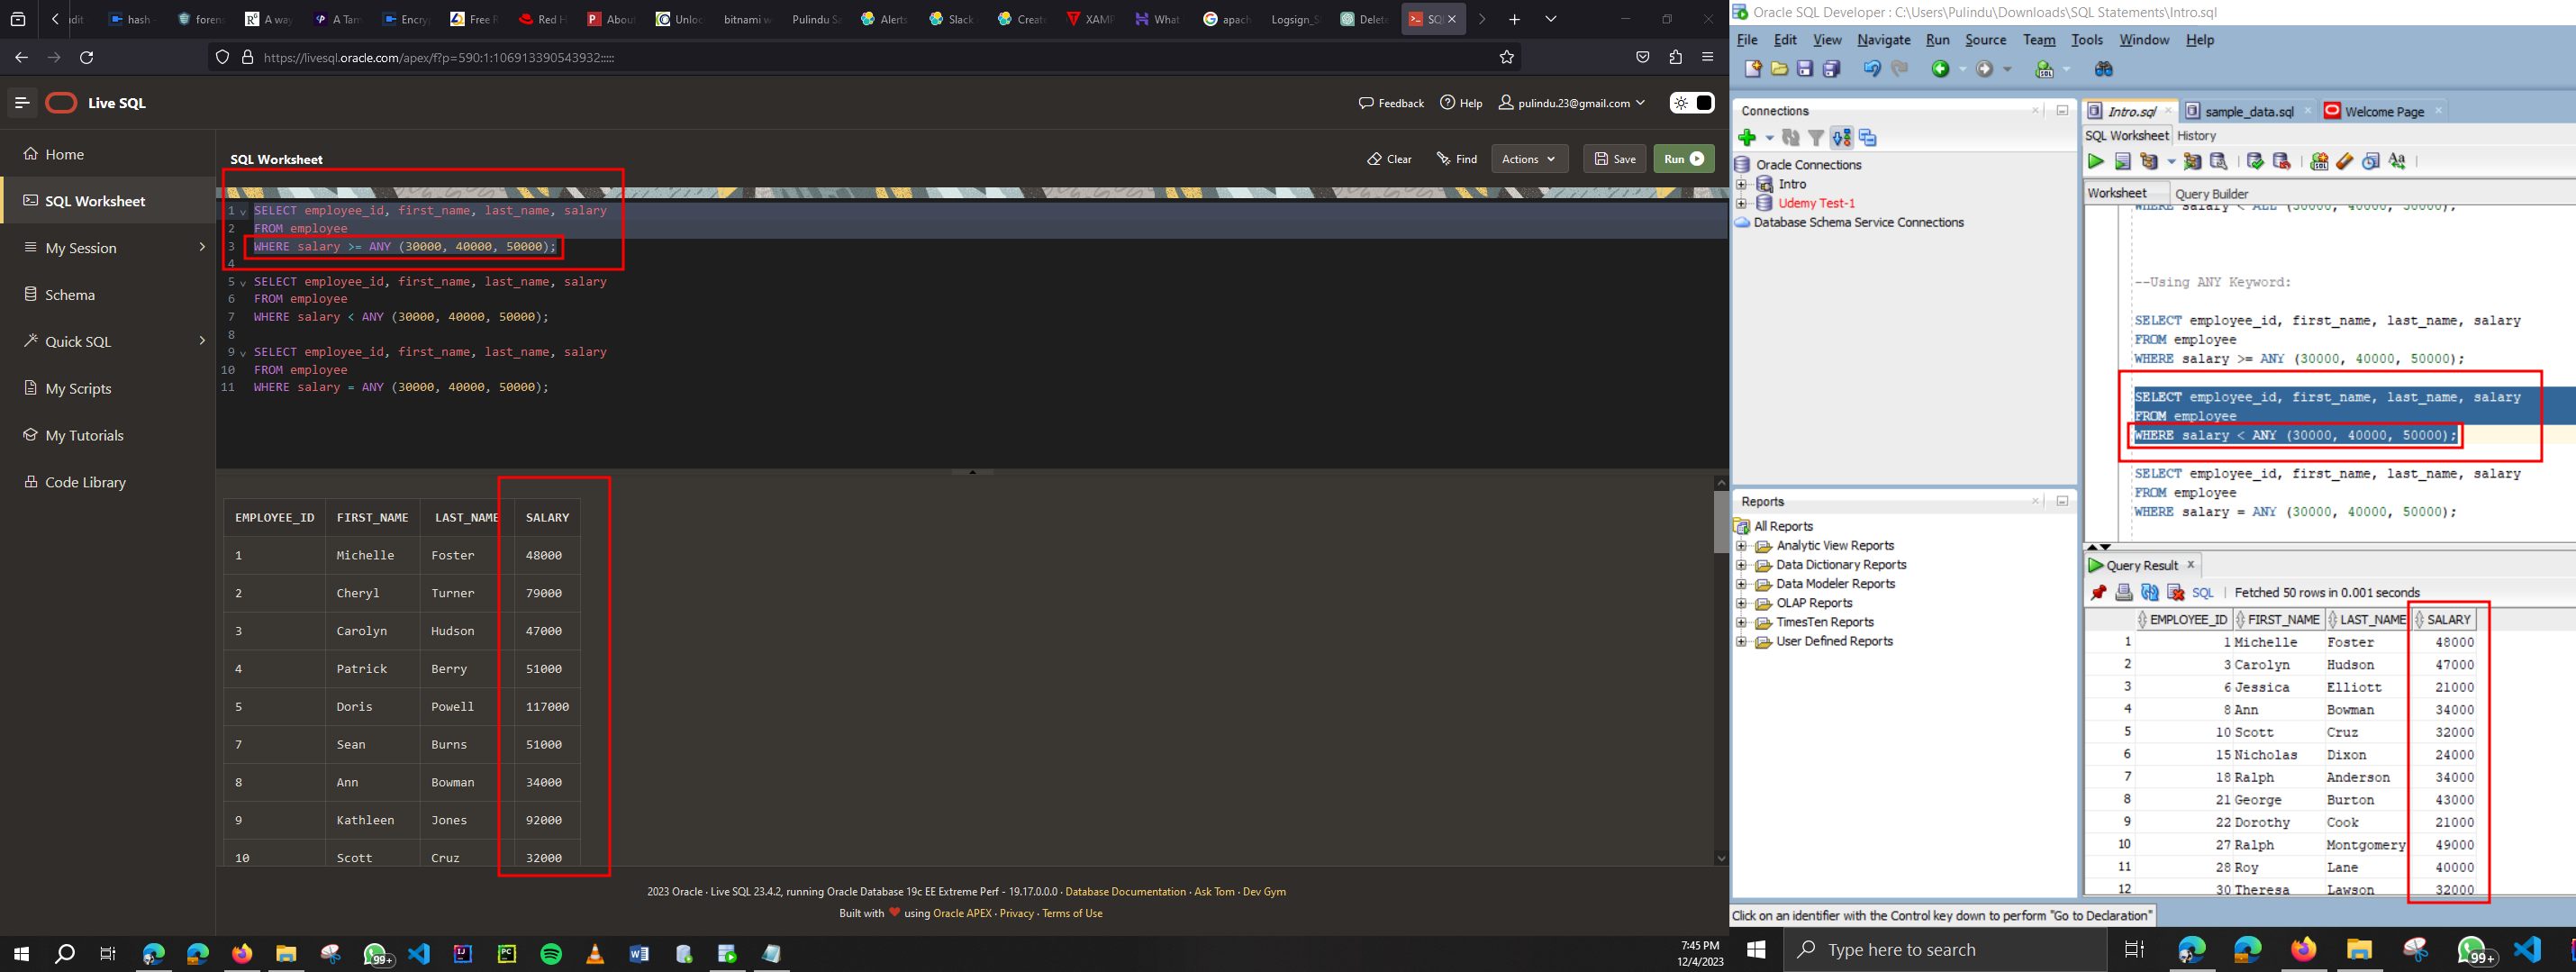 dit
hash
forens
A way
A Tam
Encry
Free R
Red H
About
Unloc
bitnami w
Pulindu Sa
Alerts
Slack
Create
XAMP
What
apach
Logsign_S
Delete
SQL
https://livesql.oracle.com/apex/f?p=590:1:106913390543932:::::
Live SQL
Feedback
Help
pulindu.23@gmail.com
Home
SQL Worksheet
My Session
Schema
Quick SQL
My Scripts
My Tutorials
Code Library
SQL Worksheet
Clear
Find
Actions
Save
Run
1 SELECT employee_id, first_name, last_name, salary
2 FROM employee
3 WHERE salary >= ANY (30000, 40000, 50000);
4
5 SELECT employee_id, first_name, last_name, salary
6 FROM employee
7 WHERE salary < ANY (30000, 40000, 50000);
8
9 SELECT employee_id, first_name, last_name, salary
10 FROM employee
11 WHERE salary = ANY (30000, 40000, 50000);
EMPLOYEE_ID FIRST_NAME LAST_NAME SALARY
1 Michelle Foster 48000
2 Cheryl Turner 79000
3 Carolyn Hudson 47000
4 Patrick Berry 51000
5 Doris Powell 117000
7 Sean Burns 51000
8 Ann Bowman 34000
9 Kathleen Jones 92000
10 Scott Cruz 32000
2023 Oracle · Live SQL 23.4.2, running Oracle Database 19c EE Extreme Perf - 19.17.0.0.0 · Database Documentation · Ask Tom · Dev Gym
Built with ❤ using Oracle APEX · Privacy · Terms of Use
99+
7:45 PM
12/4/2023
Oracle SQL Developer : C:\Users\Pulindu\Downloads\SQL Statements\Intro.sql
File Edit View Navigate Run Source Team Tools Window Help
Connections
Oracle Connections
Intro
Udemy Test-1
Database Schema Service Connections
Reports
All Reports
Analytic View Reports
Data Dictionary Reports
Data Modeler Reports
OLAP Reports
TimesTen Reports
User Defined Reports
Intro.sql
sample_data.sql
Welcome Page
SQL Worksheet History
Worksheet Query Builder
WHERE salary < ALL (30000, 40000, 50000);
--Using ANY Keyword:
SELECT employee_id, first_name, last_name, salary
FROM employee
WHERE salary >= ANY (30000, 40000, 50000);
SELECT employee_id, first_name, last_name, salary
FROM employee
WHERE salary < ANY (30000, 40000, 50000);
SELECT employee_id, first_name, last_name, salary
FROM employee
WHERE salary = ANY (30000, 40000, 50000);
Query Result
SQL | Fetched 50 rows in 0.001 seconds
EMPLOYEE_ID FIRST_NAME LAST_NAME SALARY
1 1 Michelle Foster 48000
2 3 Carolyn Hudson 47000
3 6 Jessica Elliott 21000
4 8 Ann Bowman 34000
5 10 Scott Cruz 32000
6 15 Nicholas Dixon 24000
7 18 Ralph Anderson 34000
8 21 George Burton 43000
9 22 Dorothy Cook 21000
10 27 Ralph Montgomery 49000
11 28 Roy Lane 40000
12 30 Theresa Lawson 32000
Click on an identifier with the Control key down to perform "Go to Declaration"
Type here to search
99+